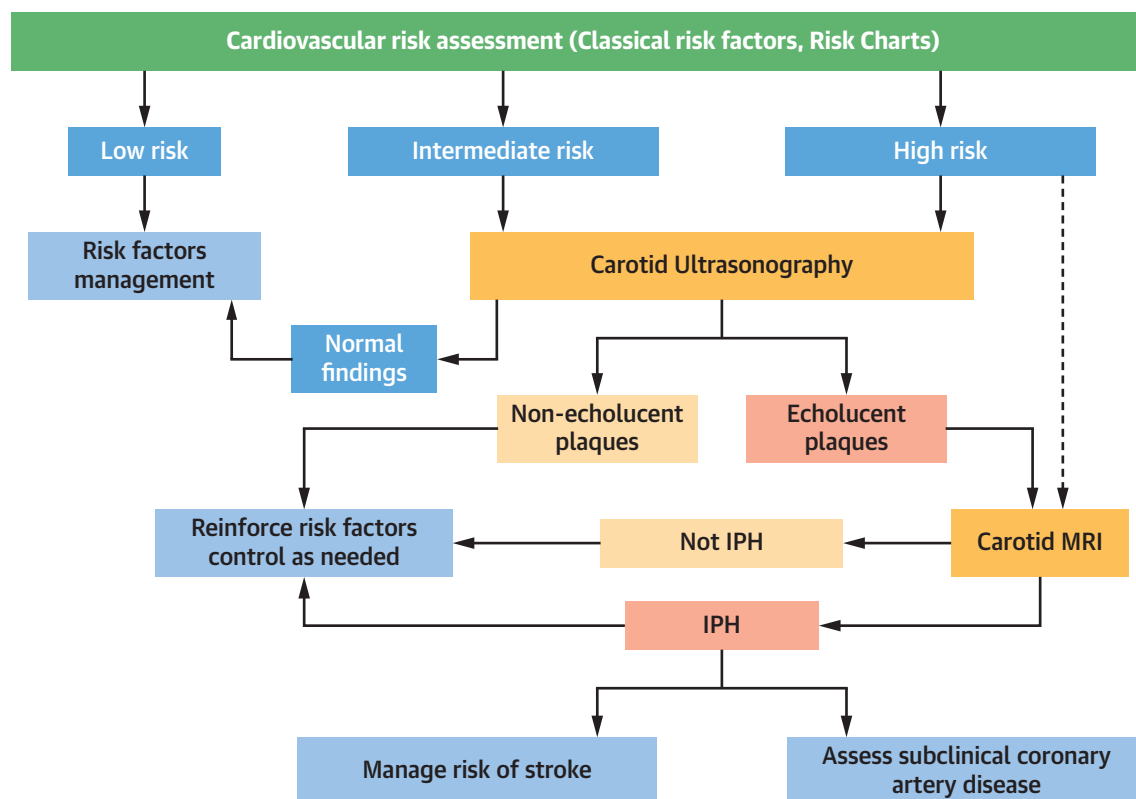 Cardiovascular risk assessment (Classical risk factors, Risk Charts)
Low risk
Intermediate risk
High risk
Risk factors
management
Carotid Ultrasonography
Normal
findings
Non-echolucent
plaques
Echolucent
plaques
Reinforce risk factors
control as needed
Not IPH
Carotid MRI
IPH
Manage risk of stroke
Assess subclinical coronary
artery disease